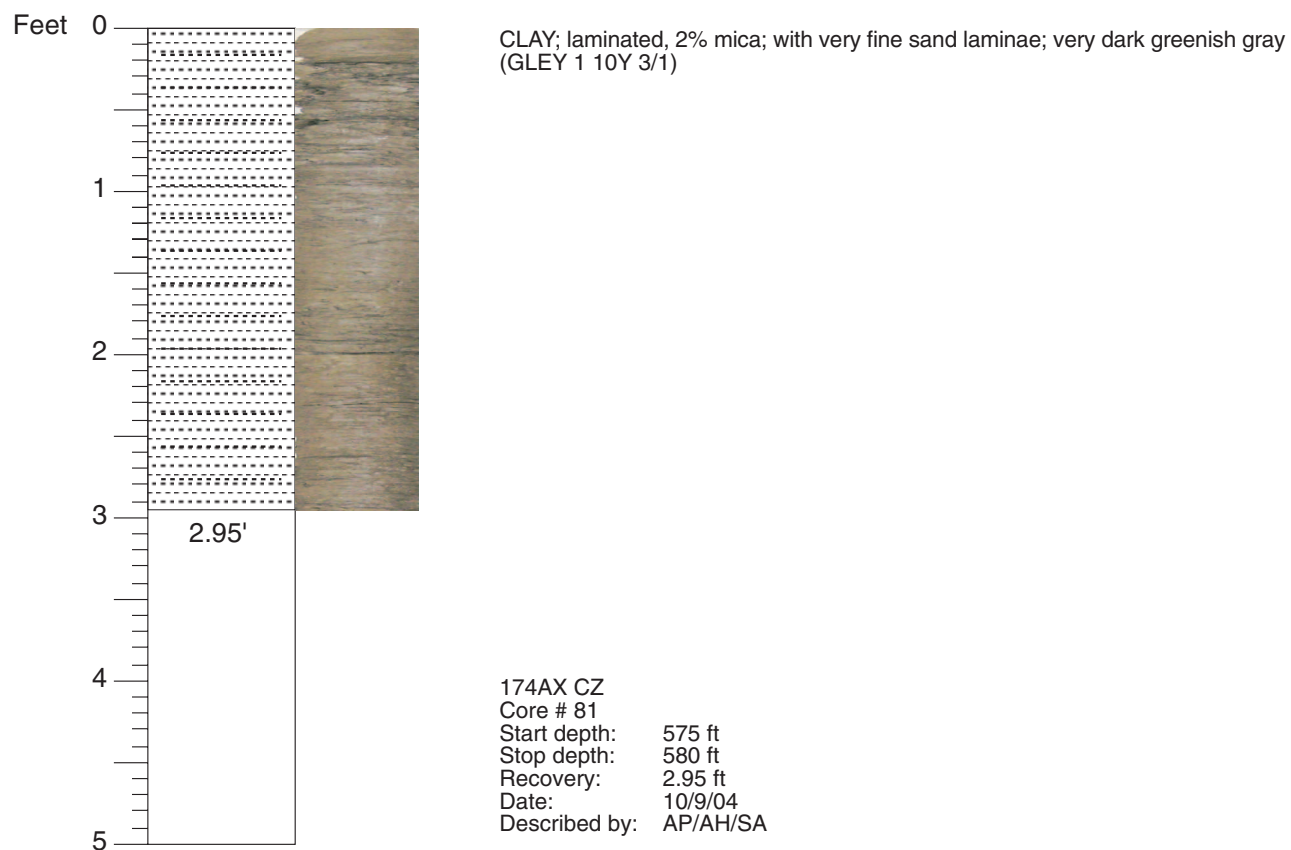 Feet 0
CLAY; laminated, 2% mica; with very fine sand laminae; very dark greenish gray
(GLEY 1 10Y 3/1)
1
2
3
2.95'
4
174AX CZ
Core # 81
Start depth: 575 ft
Stop depth: 580 ft
Recovery: 2.95 ft
Date: 10/9/04
Described by: AP/AH/SA
5